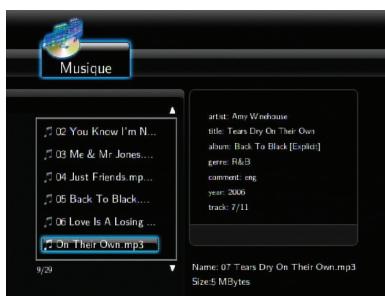 Musique
02 You Know I'm N...
03 Me & Mr Jones....
04 Just Friends.mp...
05 Back To Black....
06 Love Is A Losing ...
On Their Own.mp3
9/29
artist: Amy Winehouse
title: Tears Dry On Their Own
album: Back To Black [Explicit]
genre: R&B
comment: eng
year: 2006
track: 7/11
Name: 07 Tears Dry On Their Own.mp3
Size:5 MBytes